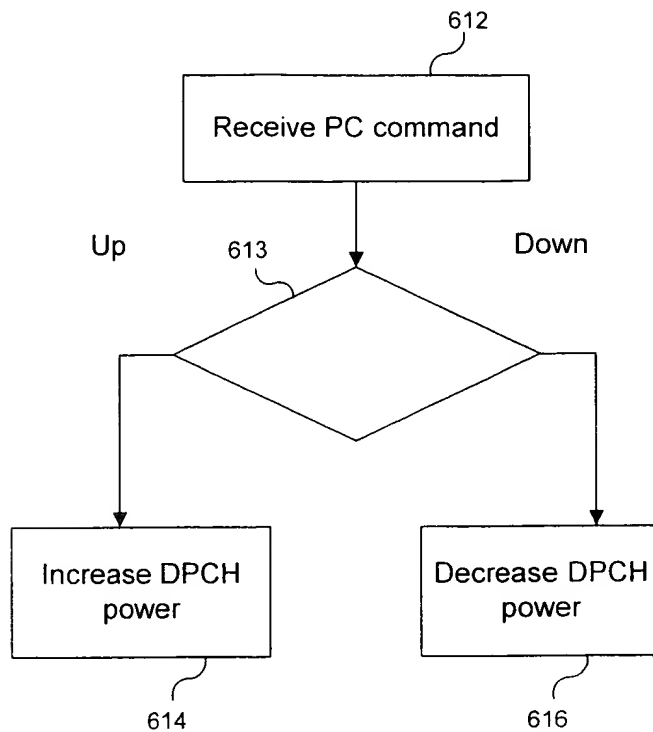 612
Receive PC command
Up
Down
613
Increase DPCH
power
Decrease DPCH
power
614
616